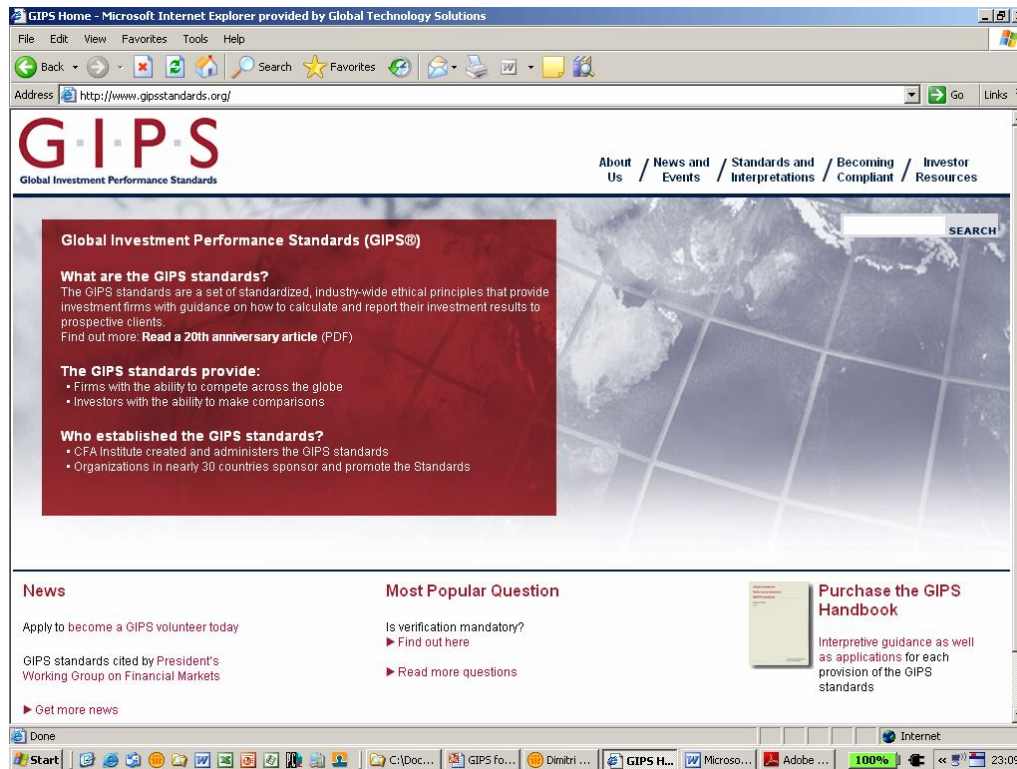 GIPS Home - Microsoft Internet Explorer provided by Global Technology Solutions
File Edit View Favorites Tools Help
Back Search Favorites
Address http://www.gipsstandards.org/ Go Links
G·I·P·S
Global Investment Performance Standards
About Us / News and Events / Standards and Interpretations / Becoming Compliant / Investor Resources
SEARCH
Global Investment Performance Standards (GIPS®)
What are the GIPS standards?
The GIPS standards are a set of standardized, industry-wide ethical principles that provide
investment firms with guidance on how to calculate and report their investment results to
prospective clients.
Find out more: Read a 20th anniversary article (PDF)
The GIPS standards provide:
▪ Firms with the ability to compete across the globe
▪ Investors with the ability to make comparisons
Who established the GIPS standards?
▪ CFA Institute created and administers the GIPS standards
▪ Organizations in nearly 30 countries sponsor and promote the Standards
News
Apply to become a GIPS volunteer today
GIPS standards cited by President's
Working Group on Financial Markets
► Get more news
Most Popular Question
Is verification mandatory?
► Find out here
► Read more questions
Purchase the GIPS
Handbook
Interpretive guidance as well
as applications for each
provision of the GIPS
standards
Done Internet
Start C:\Doc... GIPS fo... Dimitri ... GIPS H... Microso... Adobe ... 100% « 23:09